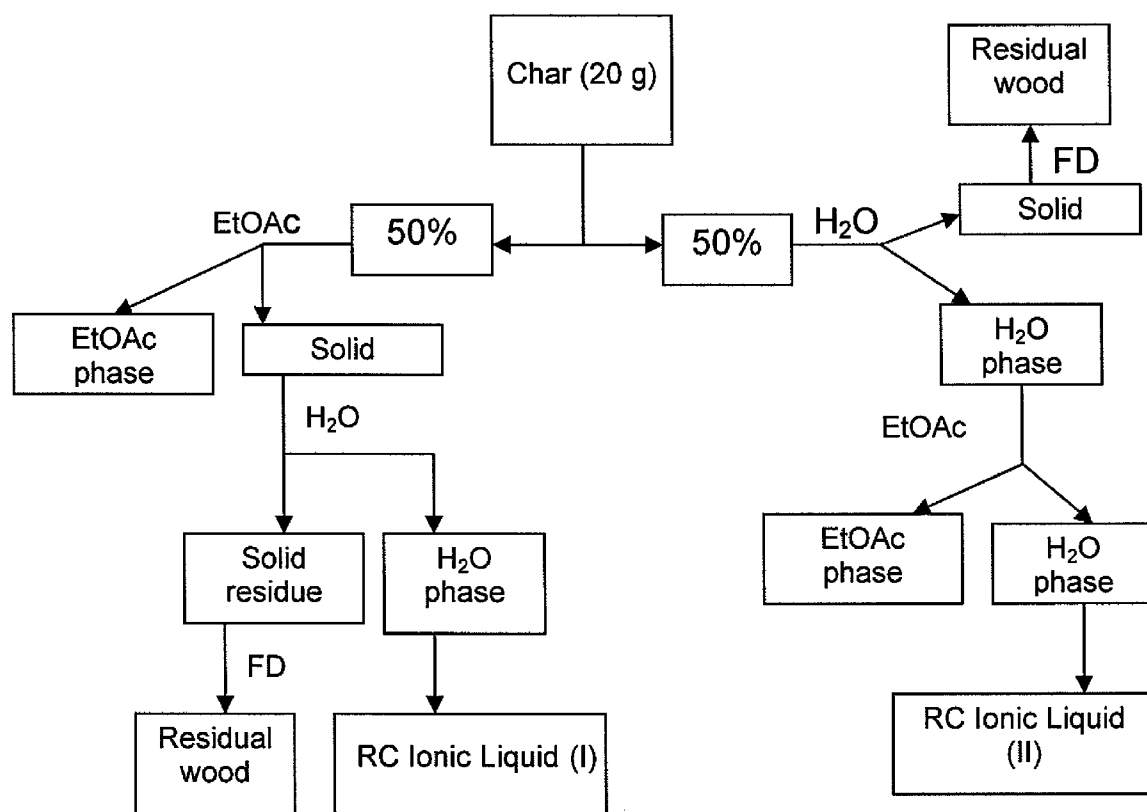 Char (20 g)
Residual
wood
FD
Solid
EtOAc
50%
50%
H₂O
EtOAc
phase
Solid
H₂O
phase
H₂O
EtOAc
Solid
residue
H₂O
phase
EtOAc
phase
H₂O
phase
FD
Residual
wood
RC Ionic Liquid (I)
RC Ionic Liquid
(II)